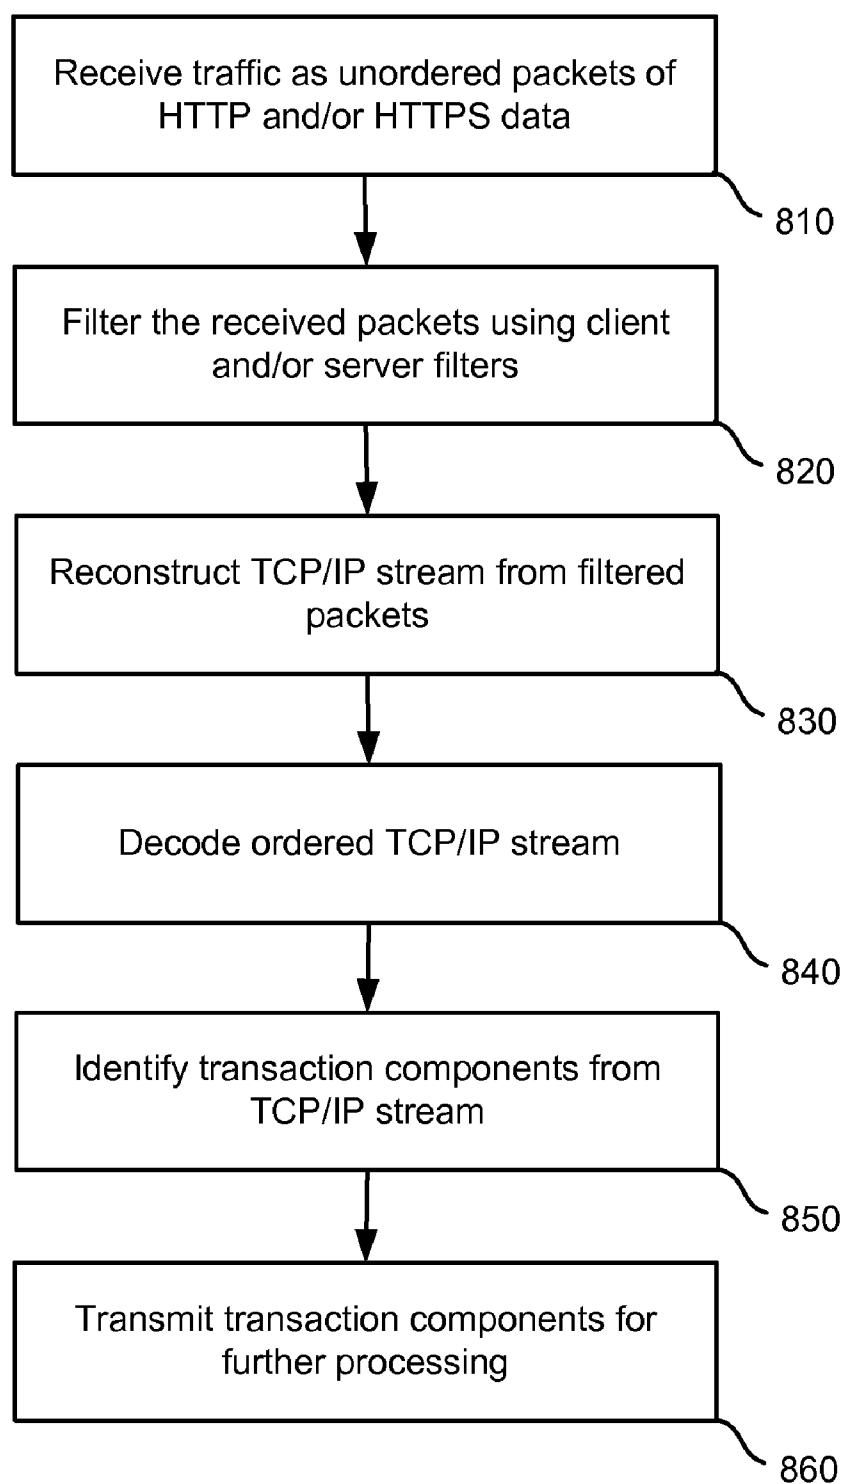 Receive traffic as unordered packets of
HTTP and/or HTTPS data
810
Filter the received packets using client
and/or server filters
820
Reconstruct TCP/IP stream from filtered
packets
830
Decode ordered TCP/IP stream
840
Identify transaction components from
TCP/IP stream
850
Transmit transaction components for
further processing
860